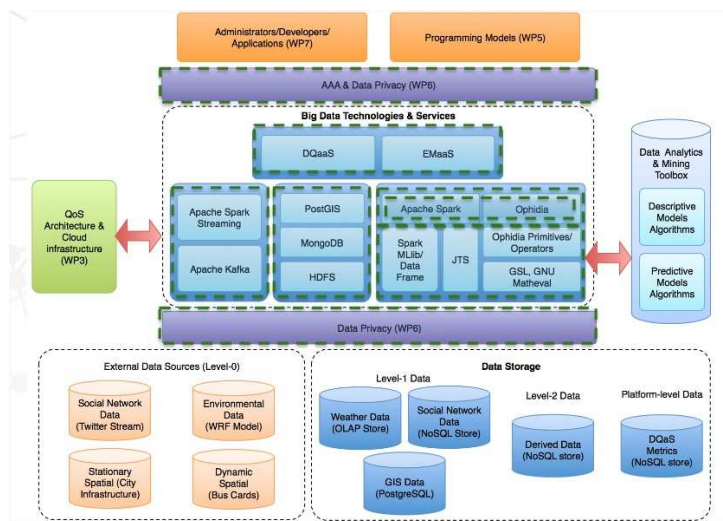 Administrators/Developers/
Applications (WP7)
Programming Models (WP5)
AAA & Data Privacy (WP6)
Big Data Technologies & Services
DQaaS
EMaaS
Data Analytics
& Mining
Toolbox
Descriptive
Models
Algorithms
Predictive
Models
Algorithms
QoS
Architecture &
Cloud
infrastructure
(WP3)
Apache Spark
Streaming
Apache Kafka
PostGIS
MongoDB
HDFS
Apache Spark
Ophidia
Spark
MLlib/
Data
Frame
JTS
Ophidia Primitives/
Operators
GSL, GNU
Matheval
Data Privacy (WP6)
External Data Sources (Level-0)
Social Network
Data
(Twitter Stream)
Environmental
Data
(WRF Model)
Stationary
Spatial (City
Infrastructure)
Dynamic
Spatial
(Bus Cards)
Data Storage
Level-1 Data
Weather Data
(OLAP Store)
Social Network
Data
(NoSQL Store)
GIS Data
(PostgreSQL)
Level-2 Data
Derived Data
(NoSQL store)
Platform-level Data
DQaS
Metrics
(NoSQL store)